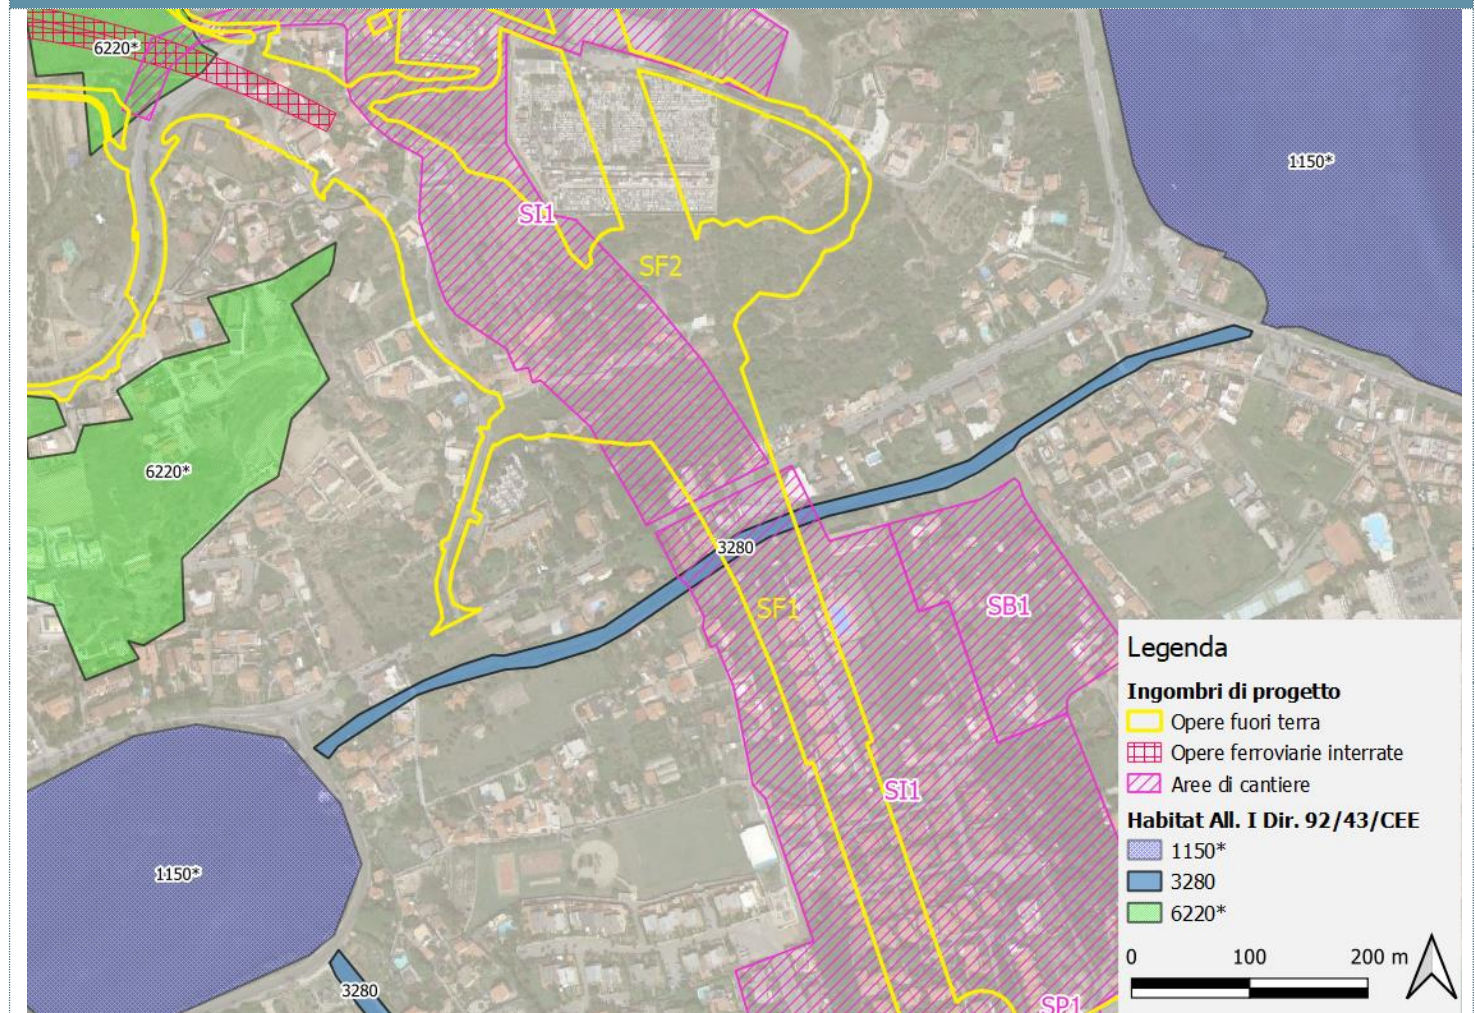 6220*
1150*
SI1
SF2
6220*
3280
SF1
SB1
SI1
1150*
3280
SP1
Legenda
Ingombri di progetto
Opere fuori terra
Opere ferroviarie interrate
Aree di cantiere
Habitat All. I Dir. 92/43/CEE
1150*
3280
6220*
0 100 200 m